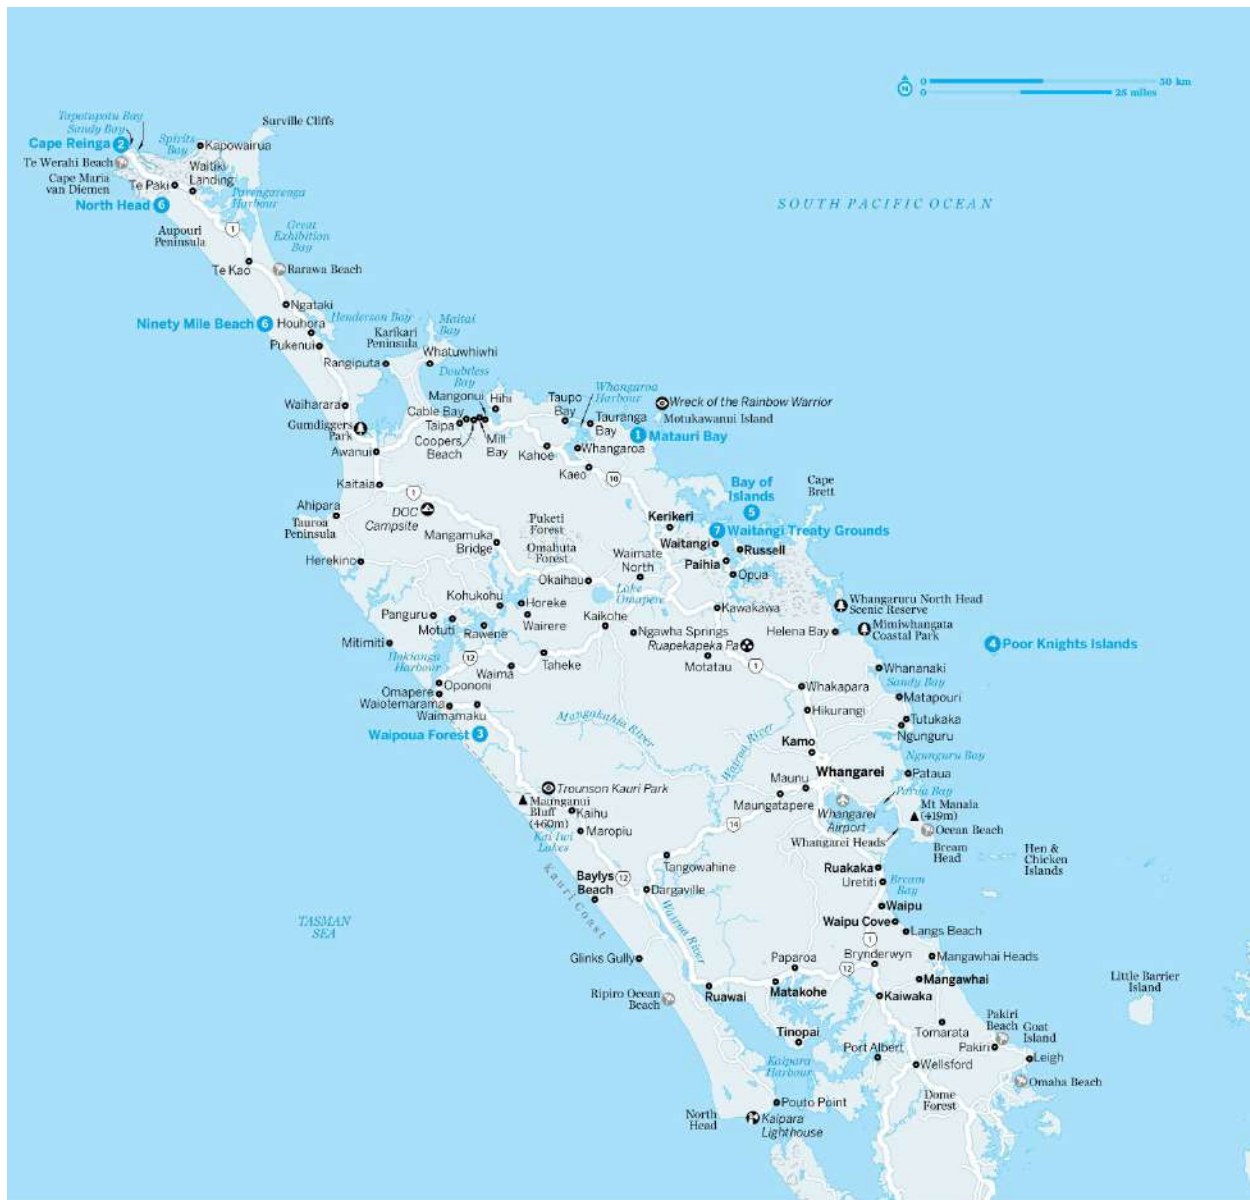 0 50 km
N
0 25 miles
Tapotupotu Bay
Sandy Bay
Surville Cliffs
Cape Reinga 2
Spirits
Bay
Kapowairua
Te Werahi Beach
Waitiki
Landing
Cape Maria
van Diemen
Te Paki
North Head 6
Parengarenga
Harbour
SOUTH PACIFIC OCEAN
Aupouri
Peninsula
1
Great
Exhibition
Bay
Te Kao
Rarawa Beach
Ngataki
Ninety Mile Beach 6
Houhora
Henderson Bay
Maitai
Bay
Pukenui
Karikari
Peninsula
Rangiputa
Whatuwhiwhi
Doubtless
Bay
Waiharara
Mangonui
Hihi
Taupo
Bay
Whangaroa
Harbour
Wreck of the Rainbow Warrior
Cable Bay
Taipa
Tauranga
Bay
Motukawanui Island
Gumdiggers
Park
Coopers
Beach
Mill
Bay
1 Matauri Bay
Awanui
Kahoe
Whangaroa
Kaeo
10
Kaitaia
1
Bay of
Islands
5
Cape
Brett
Ahipara
DOC
Campsite
Tauroa
Peninsula
Puketi
Forest
Kerikeri
7 Waitangi Treaty Grounds
Mangamuka
Bridge
Omahuta
Forest
Waimate
North
Waitangi
Russell
Herekino
Paihia
Opua
Okaihau
Lake
Omapere
Kohukohu
Horeke
Kaikohe
Kawakawa
Whangaruru North Head
Scenic Reserve
Panguru
Motuti
Rawene
Wairere
Ngawha Springs
Helena Bay
Mimiwhangata
Coastal Park
Mitimiti
Ruapekapeka Pa
4 Poor Knights Islands
Hokianga
Harbour
12
Taheke
Motatau
1
Whananaki
Waima
Sandy Bay
Opononi
Omapere
Whakapara
Matapouri
Waiotemarama
Waimamaku
Hikurangi
Tutukaka
Ngunguru
Waipoua Forest 3
Mangakahia River
Wairua River
Kamo
Ngunguru Bay
Whangarei
Pataua
Trounson Kauri Park
Maunu
Parua Bay
Maunganui
Bluff
(460m)
Kaihu
Maungatapere
Whangarei
Airport
Mt Manaia
(419m)
Maropiu
14
Ocean Beach
Kai Iwi
Lakes
Whangarei Heads
Bream
Head
Hen &
Chicken
Islands
Tangowahine
Ruakaka
Kauri Coast
Baylys
Beach
12
Dargaville
Uretiti
Bream
Bay
Waipu
TASMAN
SEA
Wairoa River
Waipu Cove
Langs Beach
1
Glinks Gully
Paparoa
Brynderwyn
Mangawhai Heads
12
Mangawhai
Little Barrier
Island
Ripiro Ocean
Beach
Ruawai
Matakohe
Kaiwaka
Tinopai
Tomarata
Pakiri
Beach
Goat
Island
Port Albert
Pakiri
Leigh
Kaipara
Harbour
Wellsford
Omaha Beach
Pouto Point
Dome
Forest
North
Head
Kaipara
Lighthouse